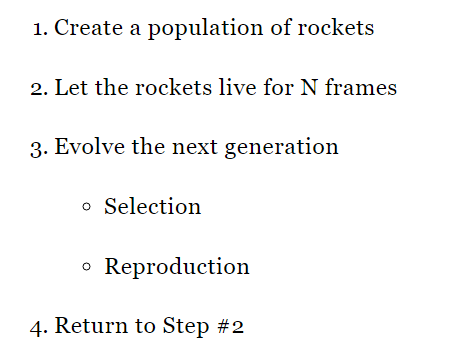 1. Create a population of rockets
2. Let the rockets live for N frames
3. Evolve the next generation
◦ Selection
◦ Reproduction
4. Return to Step #2